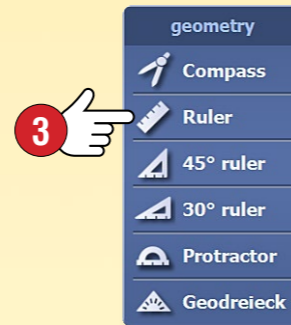 geometry
Compass
3
Ruler
45° ruler
30° ruler
Protractor
Geodreieck